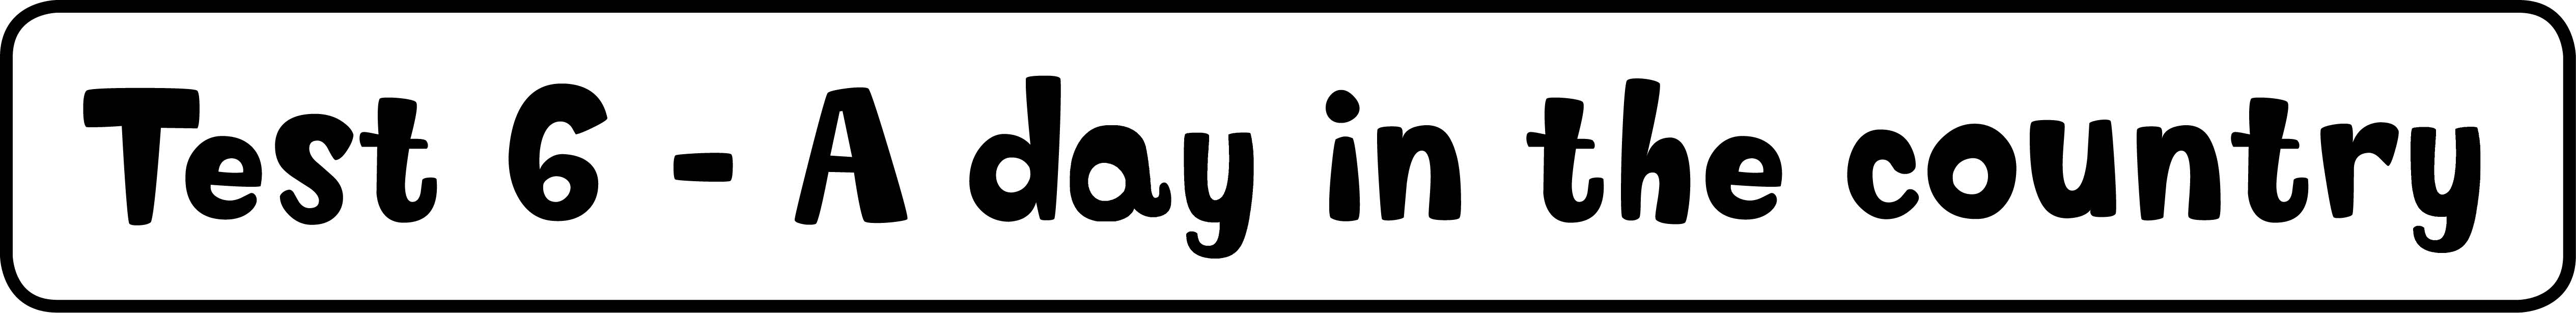 Test 6 - A day in the country